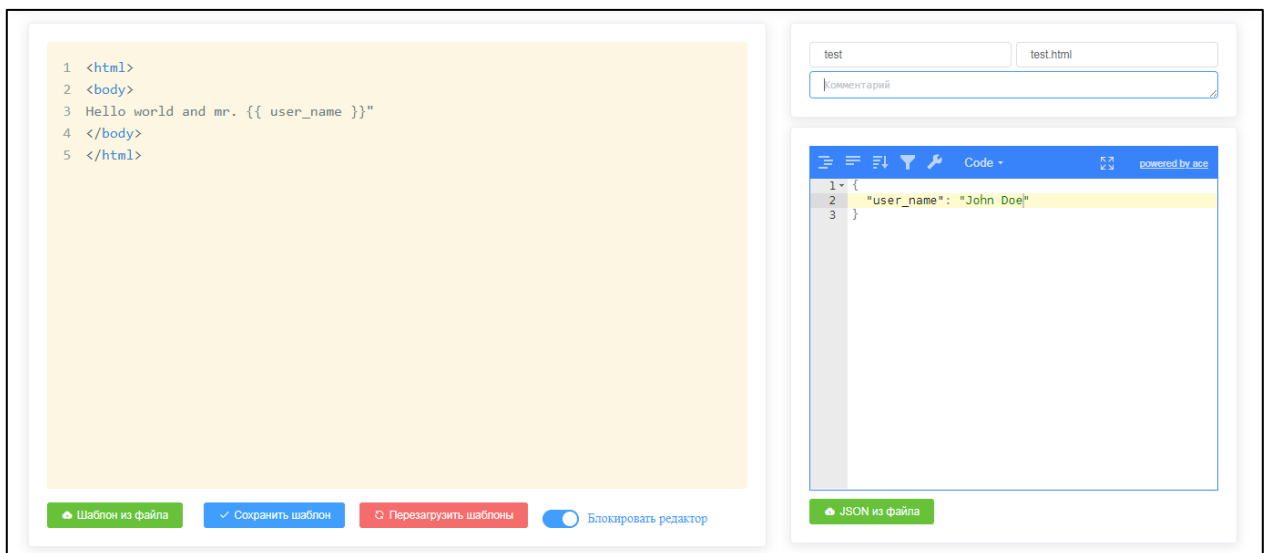 1 <html>
2 <body>
3 Hello world and mr. {{ user_name }}"
4 </body>
5 </html>
Шаблон из файла
Сохранить шаблон
Перезагрузить шаблоны
Блокировать редактор
test
test.html
Комментарий
Code
powered by ace
1 {
2 "user_name": "John Doe"
3 }
JSON из файла